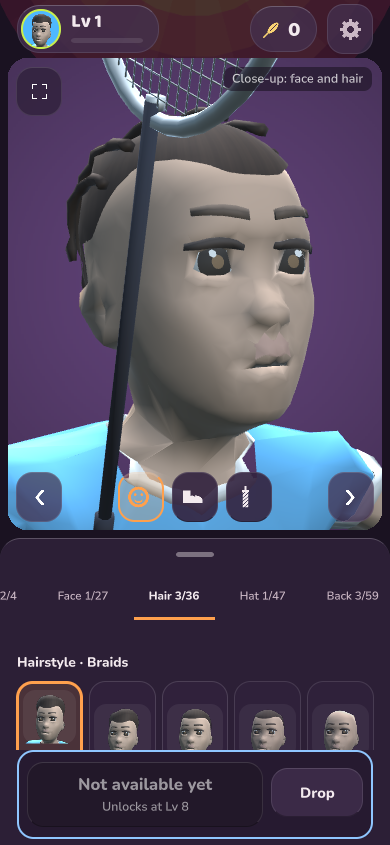 Lv 1
0
Close-up: face and hair
2/4
Face 1/27
Hair 3/36
Hat 1/47
Back 3/59
Hairstyle · Braids
Not available yet
Unlocks at Lv 8
Drop